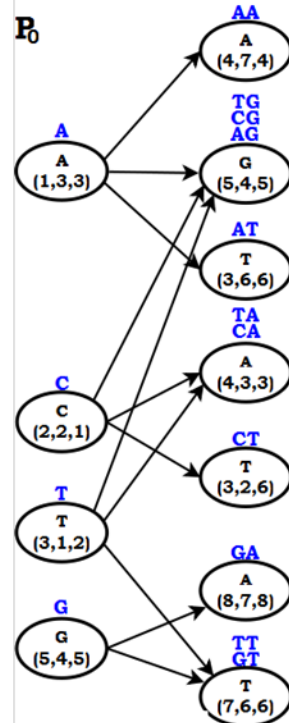 P0
A
A
(1,3,3)
C
C
(2,2,1)
T
T
(3,1,2)
G
G
(5,4,5)
AA
A
(4,7,4)
TG
CG
AG
G
(5,4,5)
AT
T
(3,6,6)
TA
CA
A
(4,3,3)
CT
T
(3,2,6)
GA
A
(8,7,8)
TT
GT
T
(7,6,6)